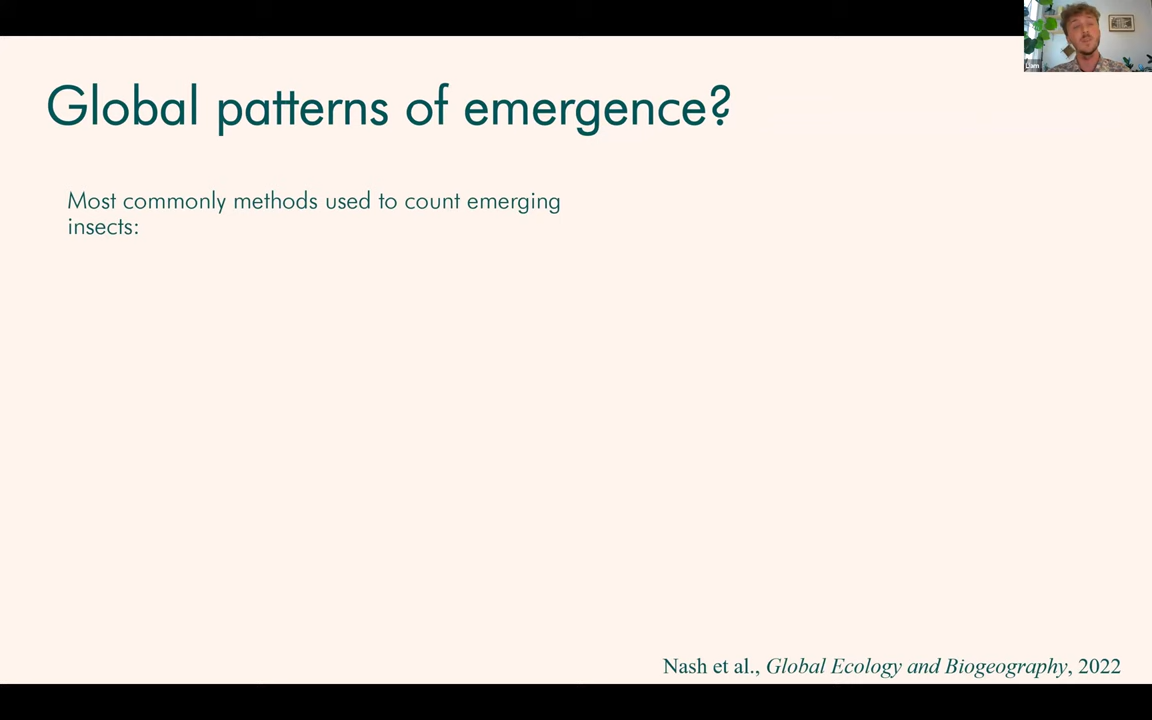 Liam
Global patterns of emergence?
Most commonly methods used to count emerging
insects:
Nash et al., Global Ecology and Biogeography, 2022